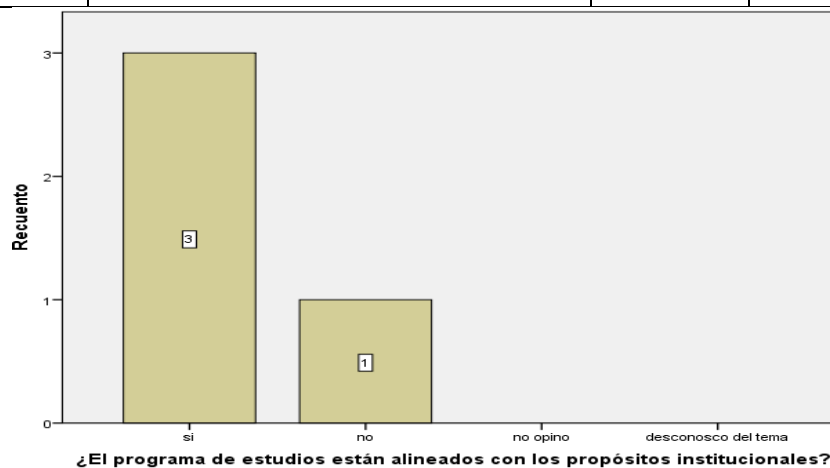 3
2
1
0
Recuento
3
1
si
no
no opino
desconosco del tema
¿El programa de estudios están alineados con los propósitos institucionales?